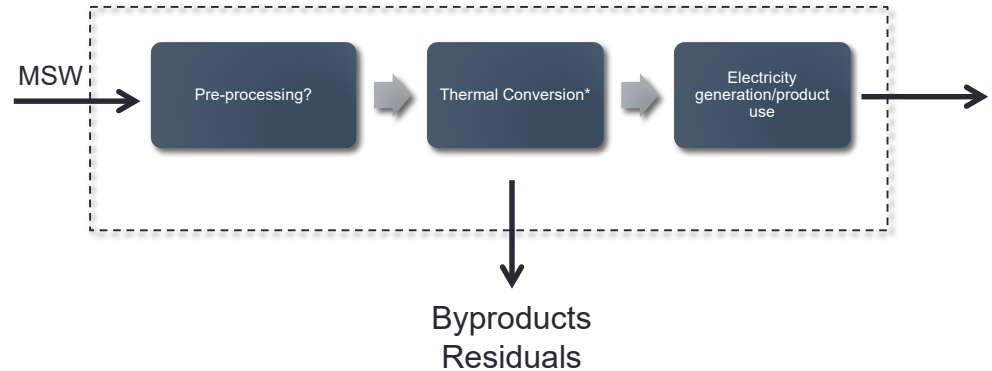 MSW
Pre-processing?
Thermal Conversion*
Electricity
generation/product
use
Byproducts
Residuals